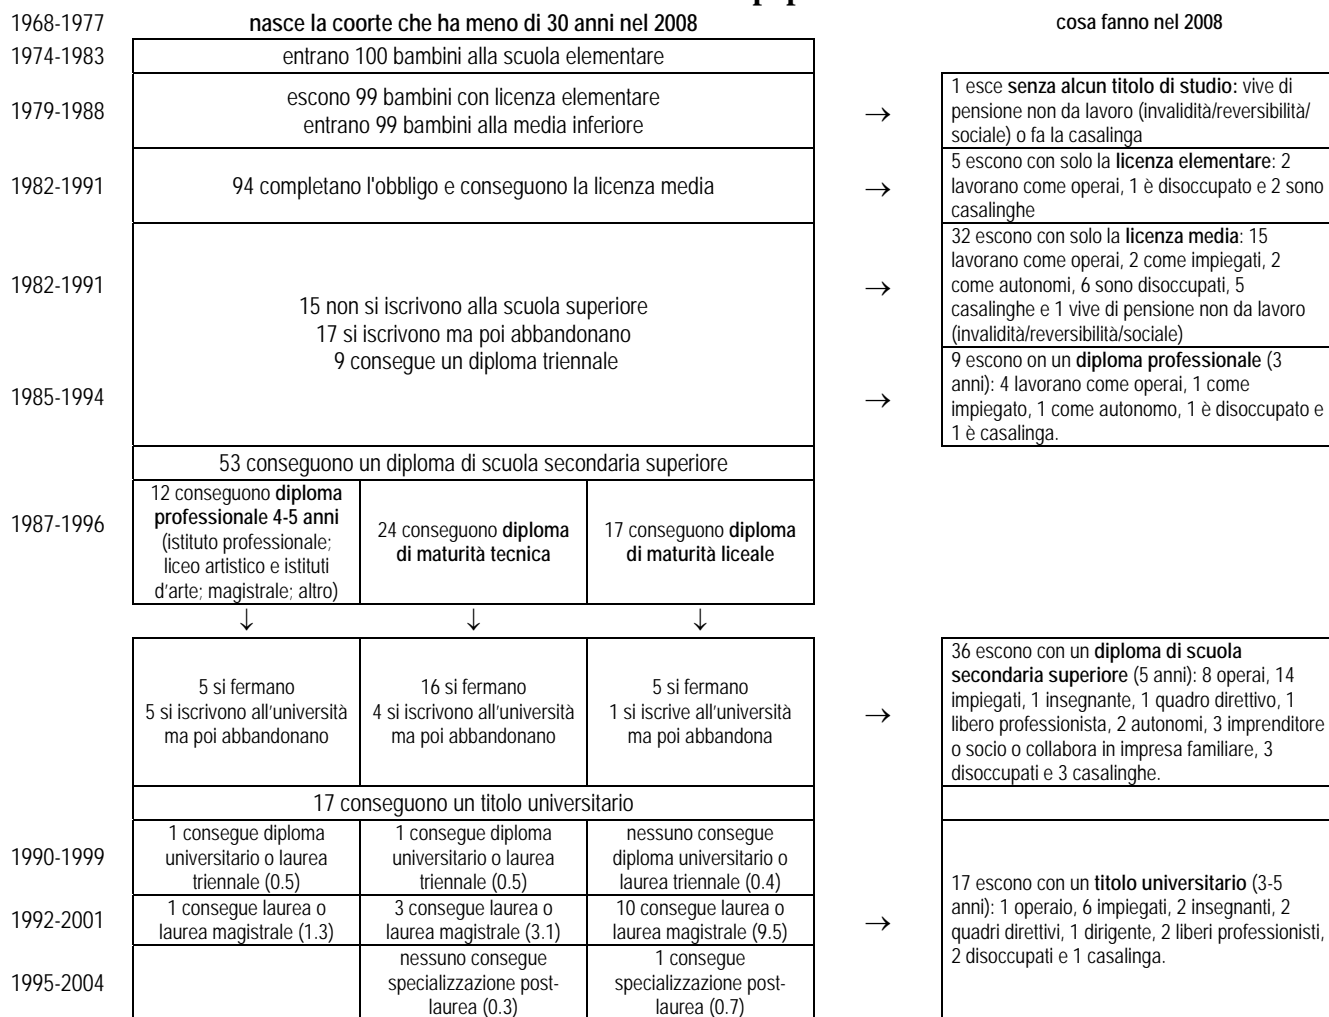 1968-1977 nasce la coorte che ha meno di 30 anni nel 2008 cosa fanno nel 2008
1974-1983 entrano 100 bambini alla scuola elementare
1979-1988
escono 99 bambini con licenza elementare
entrano 99 bambini alla media inferiore
→
1 esce senza alcun titolo di studio: vive di
pensione non da lavoro (invalidità/reversibilità/
sociale) o fa la casalinga
1982-1991
94 completano l'obbligo e conseguono la licenza media
→
5 escono con solo la licenza elementare: 2
lavorano come operai, 1 è disoccupato e 2 sono
casalinghe
1982-1991
15 non si iscrivono alla scuola superiore
17 si iscrivono ma poi abbandonano
9 consegue un diploma triennale
→
32 escono con solo la licenza media: 15
lavorano come operai, 2 come impiegati, 2
come autonomi, 6 sono disoccupati, 5
casalinghe e 1 vive di pensione non da lavoro
(invalidità/reversibilità/sociale)
1985-1994
→
9 escono on un diploma professionale (3
anni): 4 lavorano come operai, 1 come
impiegato, 1 come autonomo, 1 è disoccupato e
1 è casalinga.
53 conseguono un diploma di scuola secondaria superiore
1987-1996
12 conseguono diploma
professionale 4-5 anni
(istituto professionale;
liceo artistico e istituti
d'arte; magistrale; altro)
24 conseguono diploma
di maturità tecnica
17 conseguono diploma
di maturità liceale
↓ ↓ ↓
5 si fermano
5 si iscrivono all'università
ma poi abbandonano
16 si fermano
4 si iscrivono all'università
ma poi abbandonano
5 si fermano
1 si iscrive all'università
ma poi abbandona
→
36 escono con un diploma di scuola
secondaria superiore (5 anni): 8 operai, 14
impiegati, 1 insegnante, 1 quadro direttivo, 1
libero professionista, 2 autonomi, 3 imprenditore
o socio o collabora in impresa familiare, 3
disoccupati e 3 casalinghe.
17 conseguono un titolo universitario
1990-1999
1 consegue diploma
universitario o laurea
triennale (0.5)
1 consegue diploma
universitario o laurea
triennale (0.5)
nessuno consegue
diploma universitario o
laurea triennale (0.4)
1992-2001
1 consegue laurea o
laurea magistrale (1.3)
3 consegue laurea o
laurea magistrale (3.1)
10 consegue laurea o
laurea magistrale (9.5)
→
17 escono con un titolo universitario (3-5
anni): 1 operaio, 6 impiegati, 2 insegnanti, 2
quadri direttivi, 1 dirigente, 2 liberi professionisti,
2 disoccupati e 1 casalinga.
1995-2004
nessuno consegue
specializzazione post-
laurea (0.3)
1 consegue
specializzazione post-
laurea (0.7)